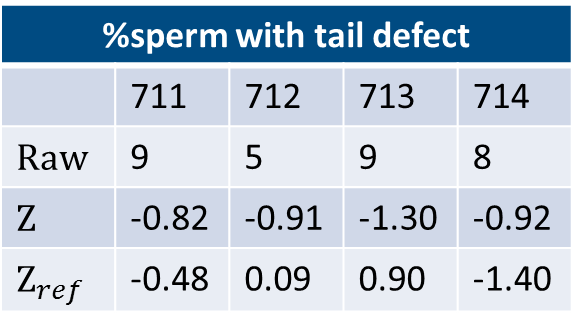 %sperm with tail defect
711 712 713 714
Raw 9 5 9 8
Z -0.82 -0.91 -1.30 -0.92
Zref -0.48 0.09 0.90 -1.40